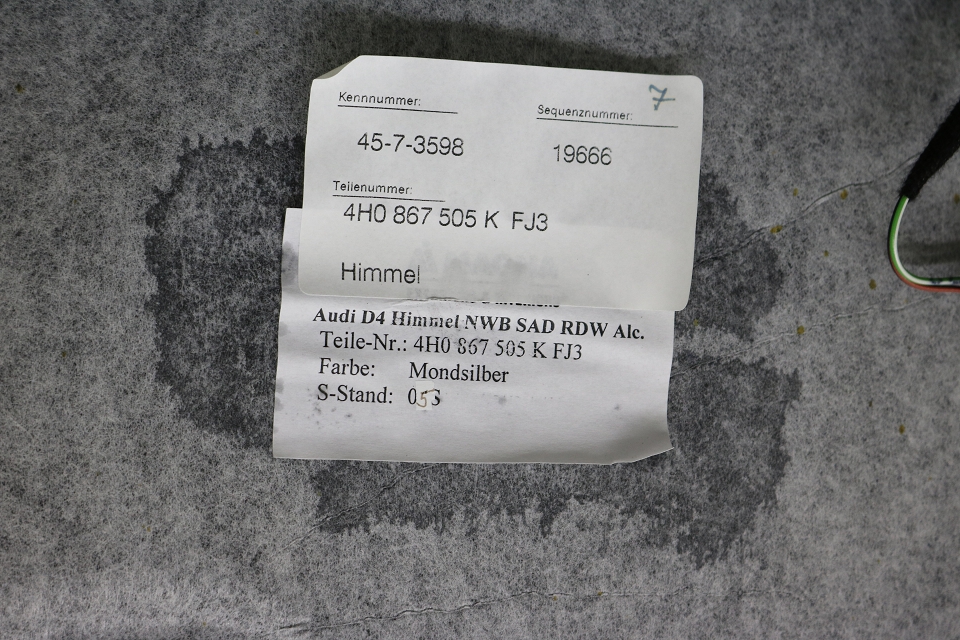 7
Kennnummer:
Sequenznummer:
45-7-3598
19666
Teilenummer:
4H0 867 505 K FJ3
Himmel
Audi D4 Himmel NWB SAD RDW Alc.
Teile-Nr.: 4H0 867 505 K FJ3
Farbe: Mondsilber
S-Stand: 053